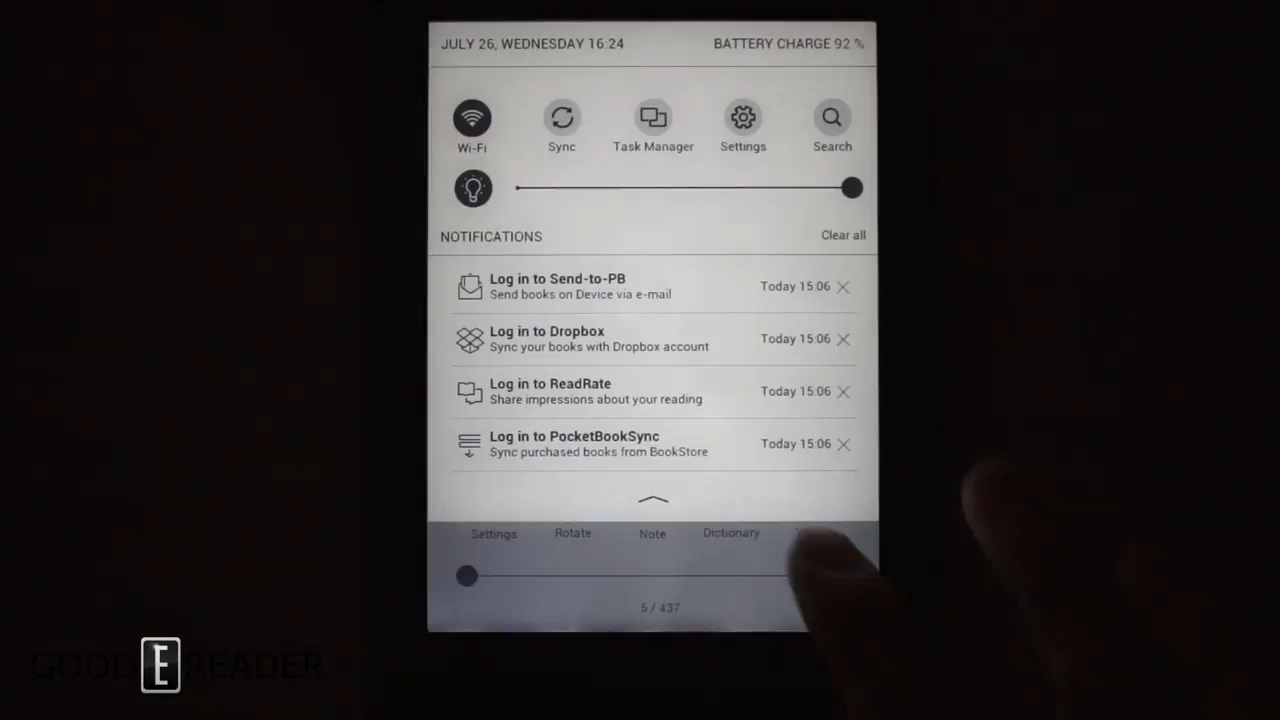 JULY 26, WEDNESDAY 16:24 BATTERY CHARGE 92 %
Wi-Fi Sync Task Manager Settings Search
NOTIFICATIONS Clear all
Log in to Send-to-PB
Send books on Device via e-mail
Today 15:06
Log in to Dropbox
Sync your books with Dropbox account
Today 15:06
Log in to ReadRate
Share impressions about your reading
Today 15:06
Log in to PocketBookSync
Sync purchased books from BookStore
Today 15:06
Settings Rotate Note Dictionary
5 / 437
GOOD E READER